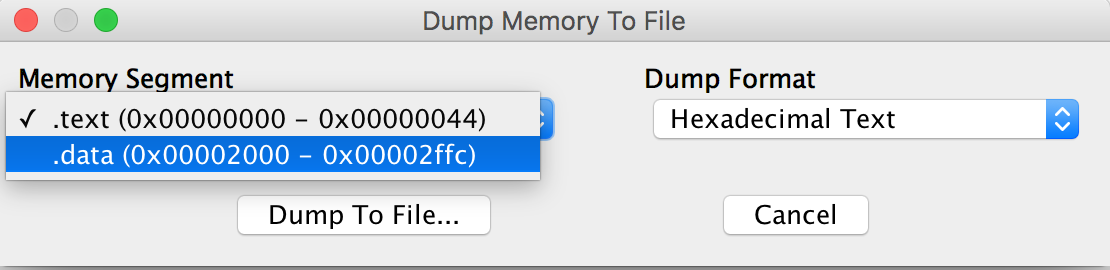 Dump Memory To File
Memory Segment
Dump Format
✓ .text (0x00000000 – 0x00000044)
Hexadecimal Text
.data (0x00002000 – 0x00002ffc)
Dump To File...
Cancel